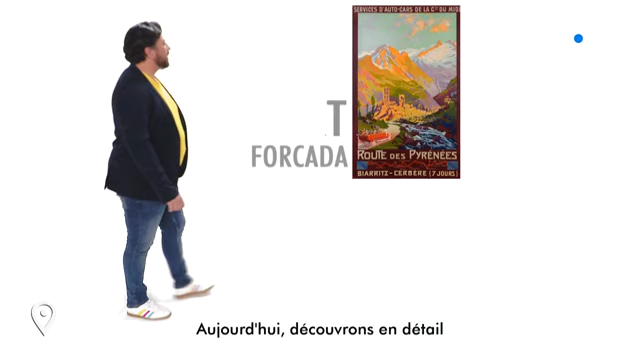 SERVICES D'AUTO-CARS DE LA Cie DU MIDI
T
FORCADA
ROUTE DES PYRÉNÉES
BIARRITZ - CERBÈRE (7 JOURS)
Aujourd'hui, découvrons en détail